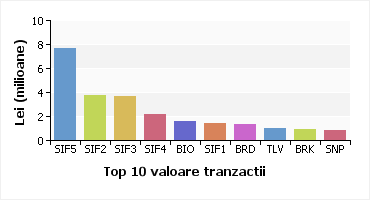 10
8
6
4
2
0
Lei (milioane)
SIF5 SIF2 SIF3 SIF4 BIO SIF1 BRD TLV BRK SNP
Top 10 valoare tranzactii